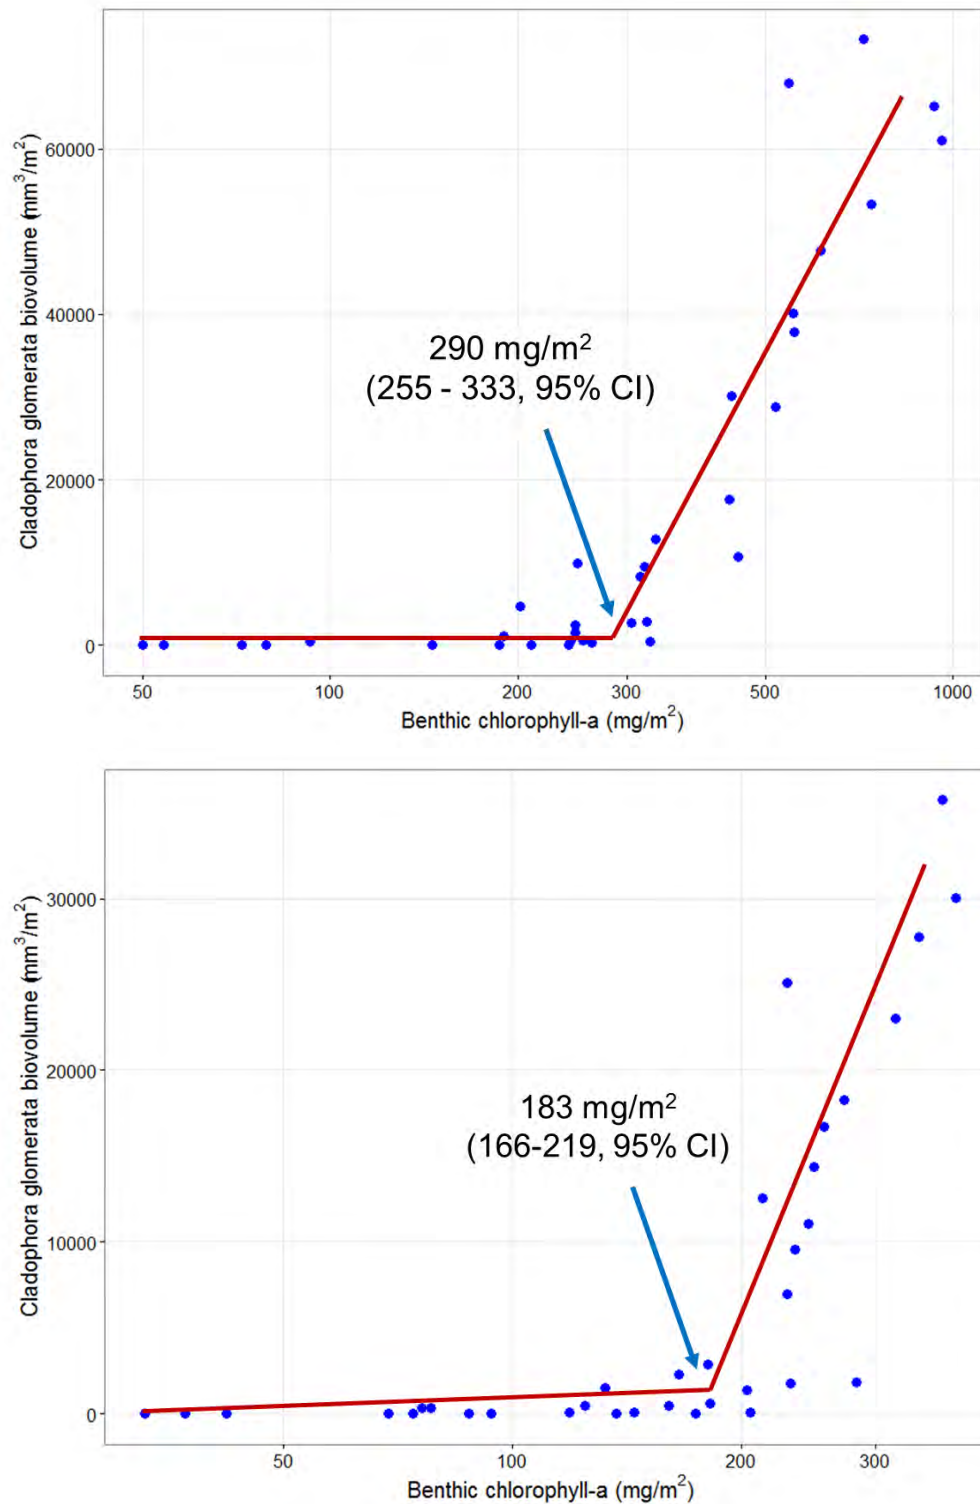 60000
40000
20000
0
Cladophora glomerata biovolume (mm³/m²)
290 mg/m²
(255 - 333, 95% CI)
50 100 200 300 500 1000
Benthic chlorophyll-a (mg/m²)
30000
20000
10000
0
Cladophora glomerata biovolume (mm³/m²)
183 mg/m²
(166-219, 95% CI)
50 100 200 300
Benthic chlorophyll-a (mg/m²)